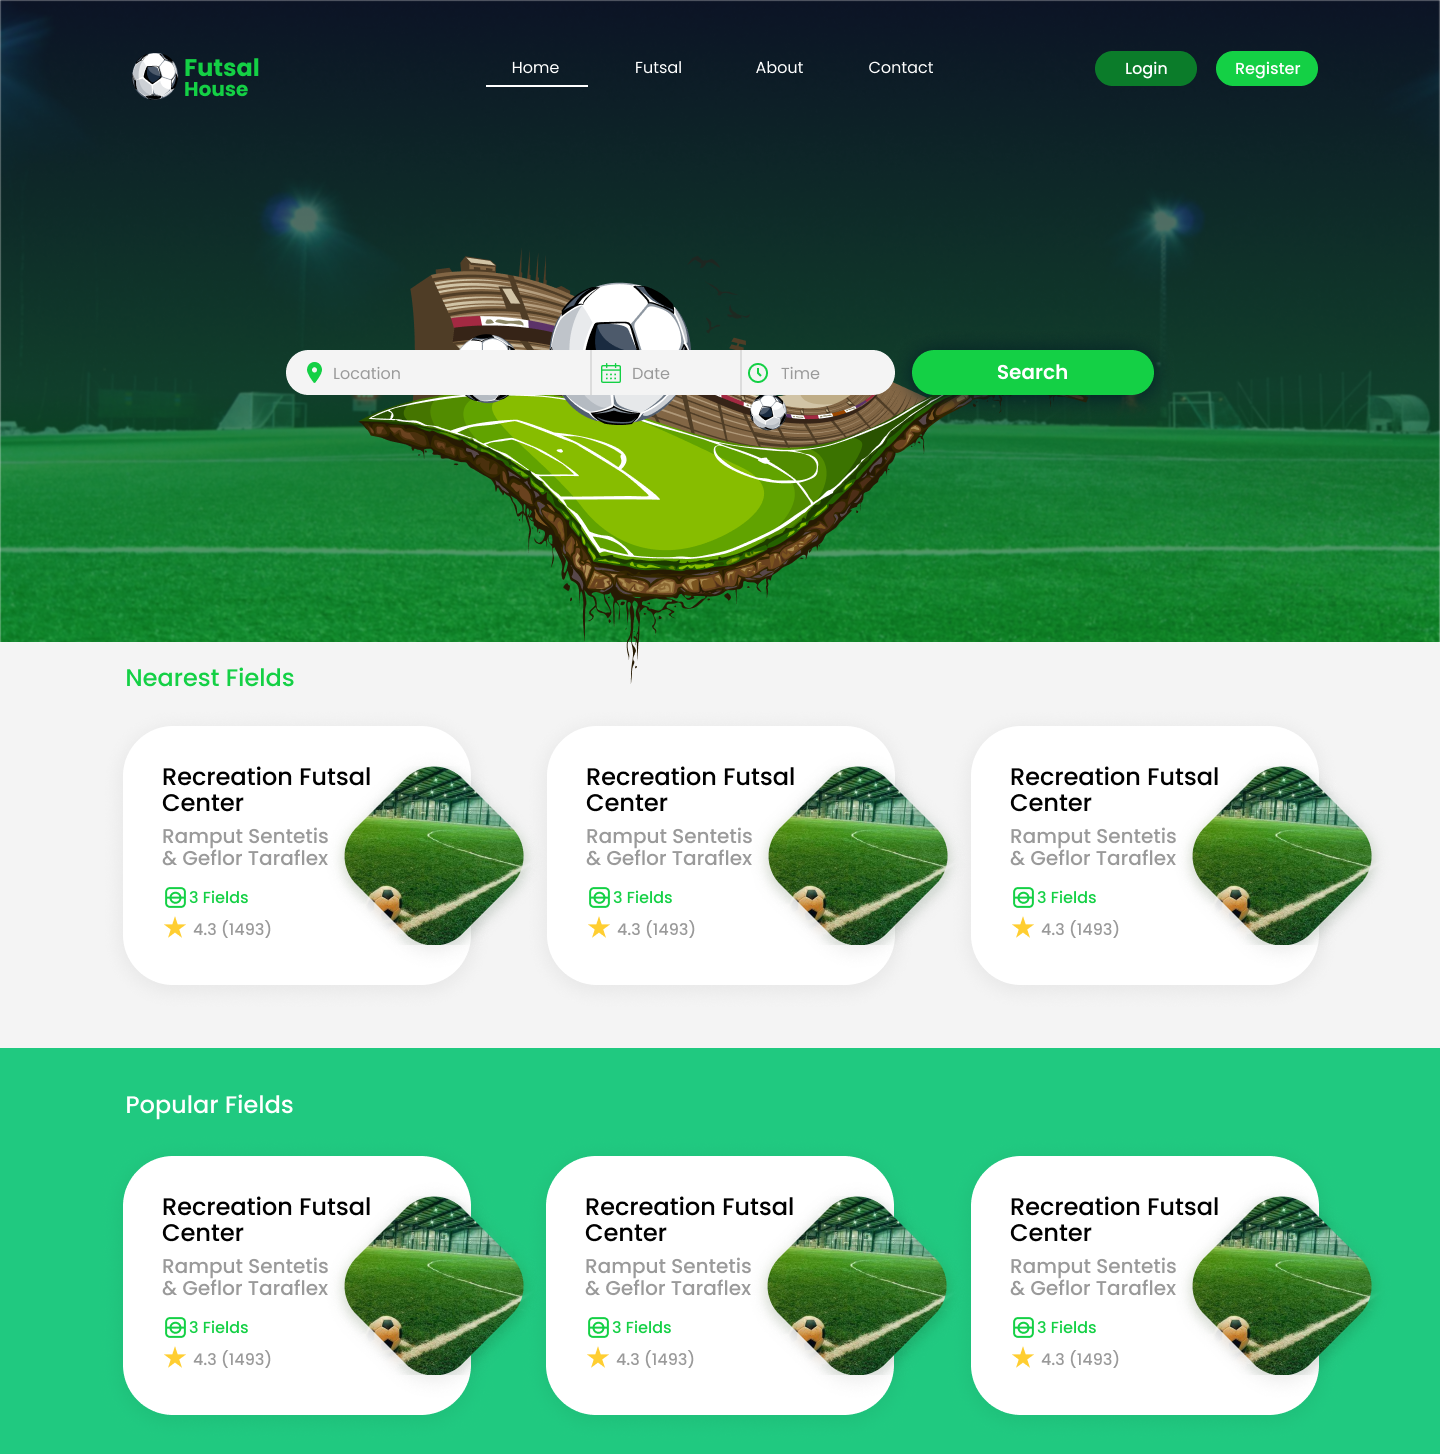 Futsal
House
Home
Futsal
About
Contact
Login
Register
Location
Date
Time
Search
Nearest Fields
Recreation Futsal
Center
Ramput Sentetis
& Geflor Taraflex
3 Fields
4.3 (1493)
Recreation Futsal
Center
Ramput Sentetis
& Geflor Taraflex
3 Fields
4.3 (1493)
Recreation Futsal
Center
Ramput Sentetis
& Geflor Taraflex
3 Fields
4.3 (1493)
Popular Fields
Recreation Futsal
Center
Ramput Sentetis
& Geflor Taraflex
3 Fields
4.3 (1493)
Recreation Futsal
Center
Ramput Sentetis
& Geflor Taraflex
3 Fields
4.3 (1493)
Recreation Futsal
Center
Ramput Sentetis
& Geflor Taraflex
3 Fields
4.3 (1493)